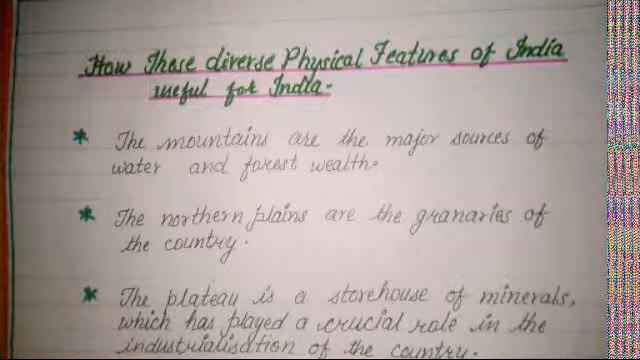 How These diverse Physical Features of India
useful for India.
* The mountains are the major sources of
water and forest wealth.
* The northern plains are the granaries of
the country.
* The plateau is a storehouse of minerals,
which has played a crucial role in the
industrialisation of the country.